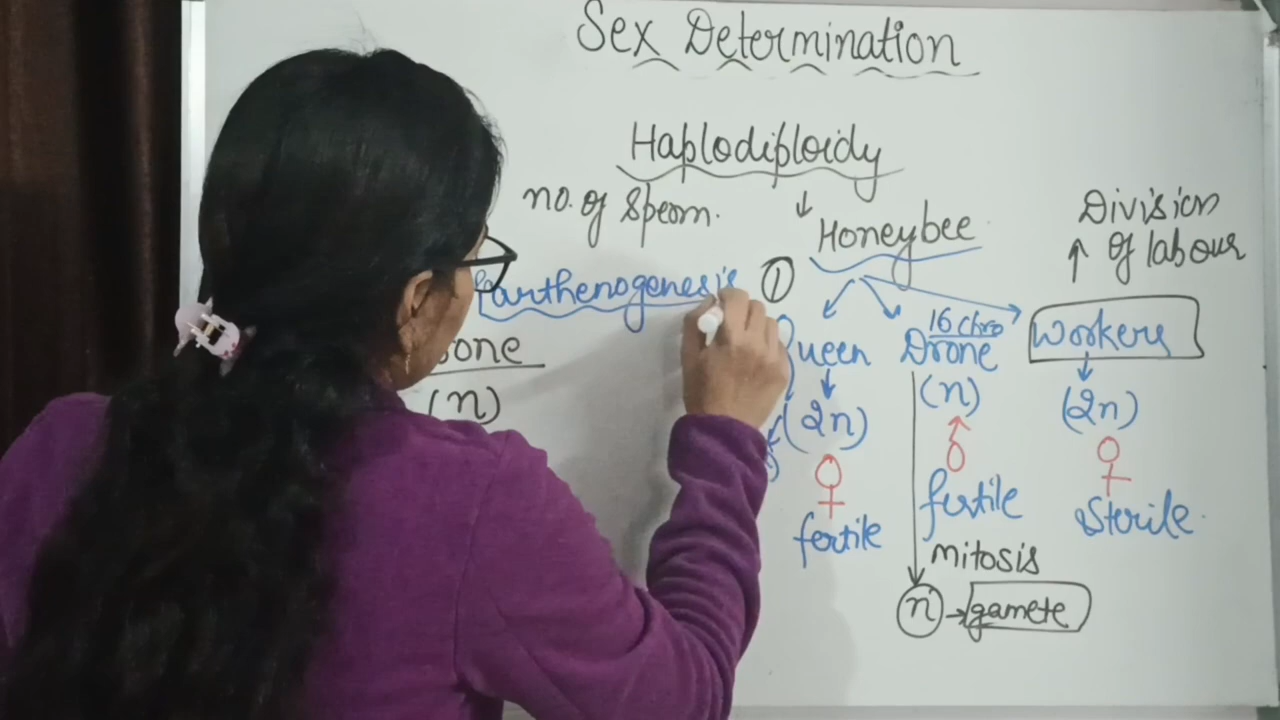 Sex Determination
Haplodiploidy
no. of Sperm.
↓
Honeybee
Division
↑ Of labour
Parthenogenesis
①
16 Chro
Queen
Drone
Workers
one
(n)
(2n)
(n)
(2n)
♀
♂
♀
fertile
fertile
Sterile.
mitosis
n → gamete